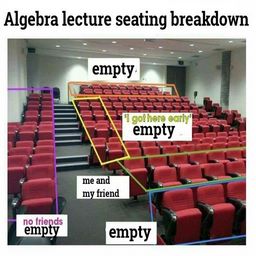 Algebra lecture seating breakdown
empty
"I got here early"
empty
me and
my friend
no friends
empty
empty